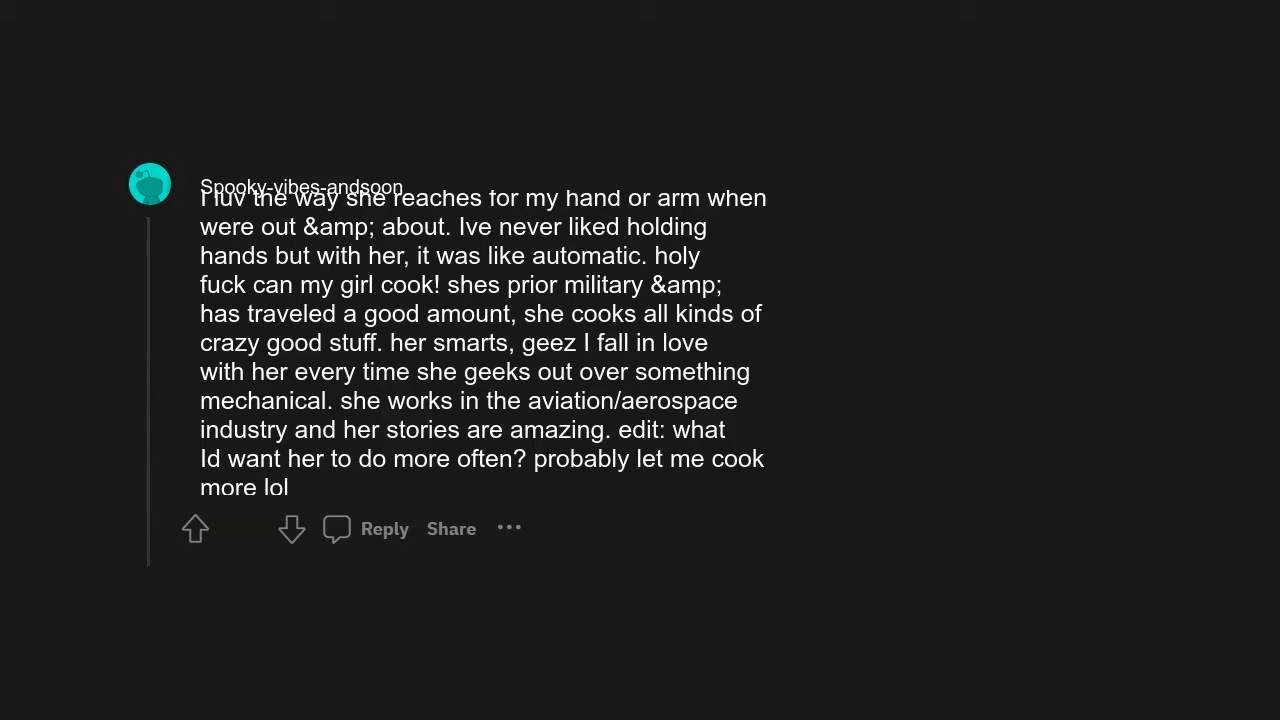 Spooky-vibes-andsoon
I luv the way she reaches for my hand or arm when
were out &amp; about. Ive never liked holding
hands but with her, it was like automatic. holy
fuck can my girl cook! shes prior military &amp;
has traveled a good amount, she cooks all kinds of
crazy good stuff. her smarts, geez I fall in love
with her every time she geeks out over something
mechanical. she works in the aviation/aerospace
industry and her stories are amazing. edit: what
Id want her to do more often? probably let me cook
more lol
Reply Share